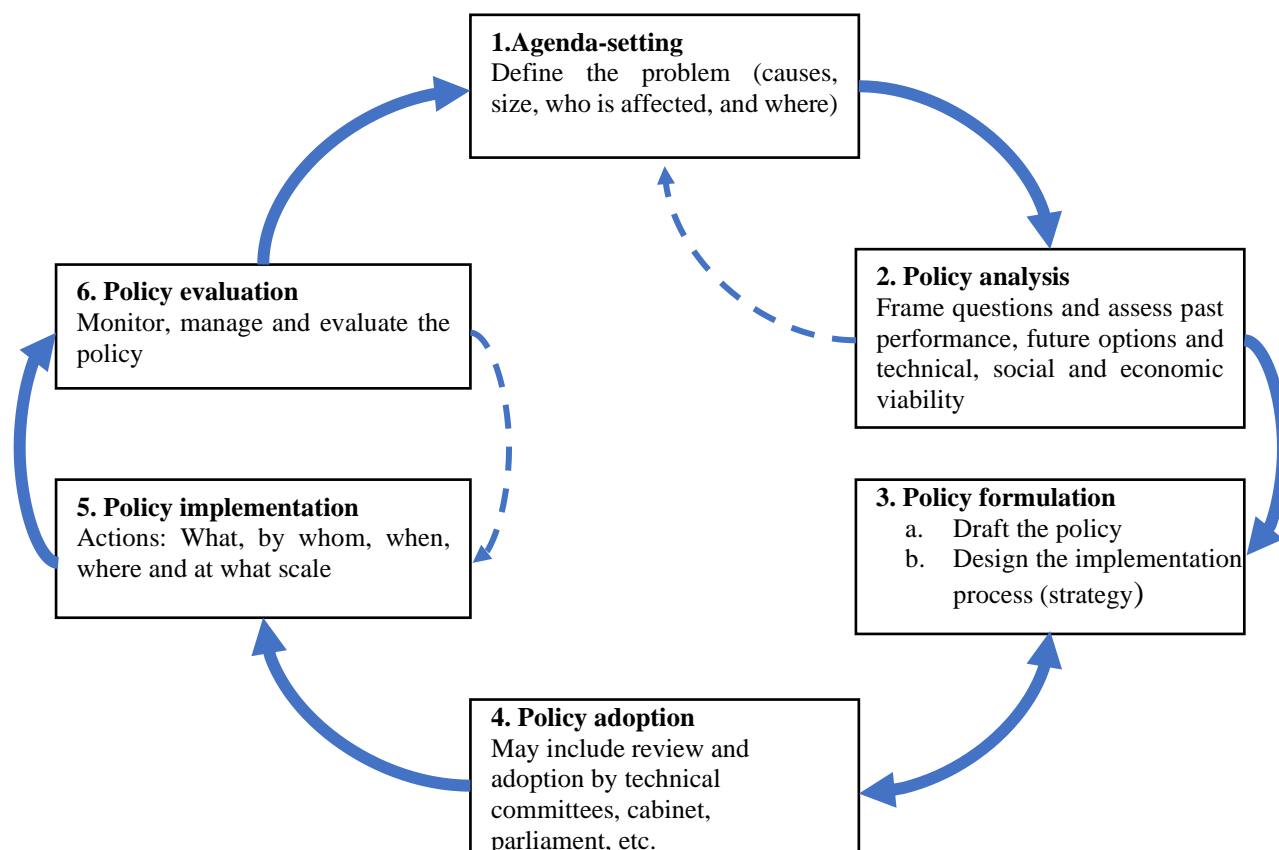 1.Agenda-setting
Define the problem (causes,
size, who is affected, and where)
2. Policy analysis
Frame questions and assess past
performance, future options and
technical, social and economic
viability
3. Policy formulation
a. Draft the policy
b. Design the implementation
process (strategy)
4. Policy adoption
May include review and
adoption by technical
committees, cabinet,
parliament, etc.
5. Policy implementation
Actions: What, by whom, when,
where and at what scale
6. Policy evaluation
Monitor, manage and evaluate the
policy